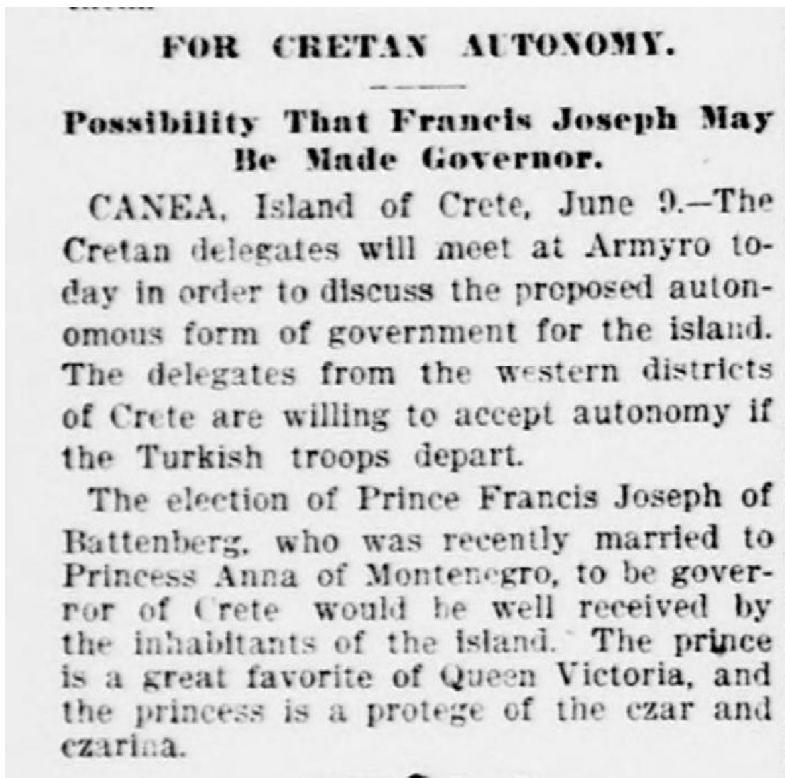 FOR CRETAN AUTONOMY.
Possibility That Francis Joseph May
Be Made Governor.
CANEA, Island of Crete, June 9.—The
Cretan delegates will meet at Armyro to-
day in order to discuss the proposed auton-
omous form of government for the island.
The delegates from the western districts
of Crete are willing to accept autonomy if
the Turkish troops depart.
The election of Prince Francis Joseph of
Battenberg, who was recently married to
Princess Anna of Montenegro, to be gover-
ror of Crete would be well received by
the inhabitants of the island. The prince
is a great favorite of Queen Victoria, and
the princess is a protege of the czar and
czarina.